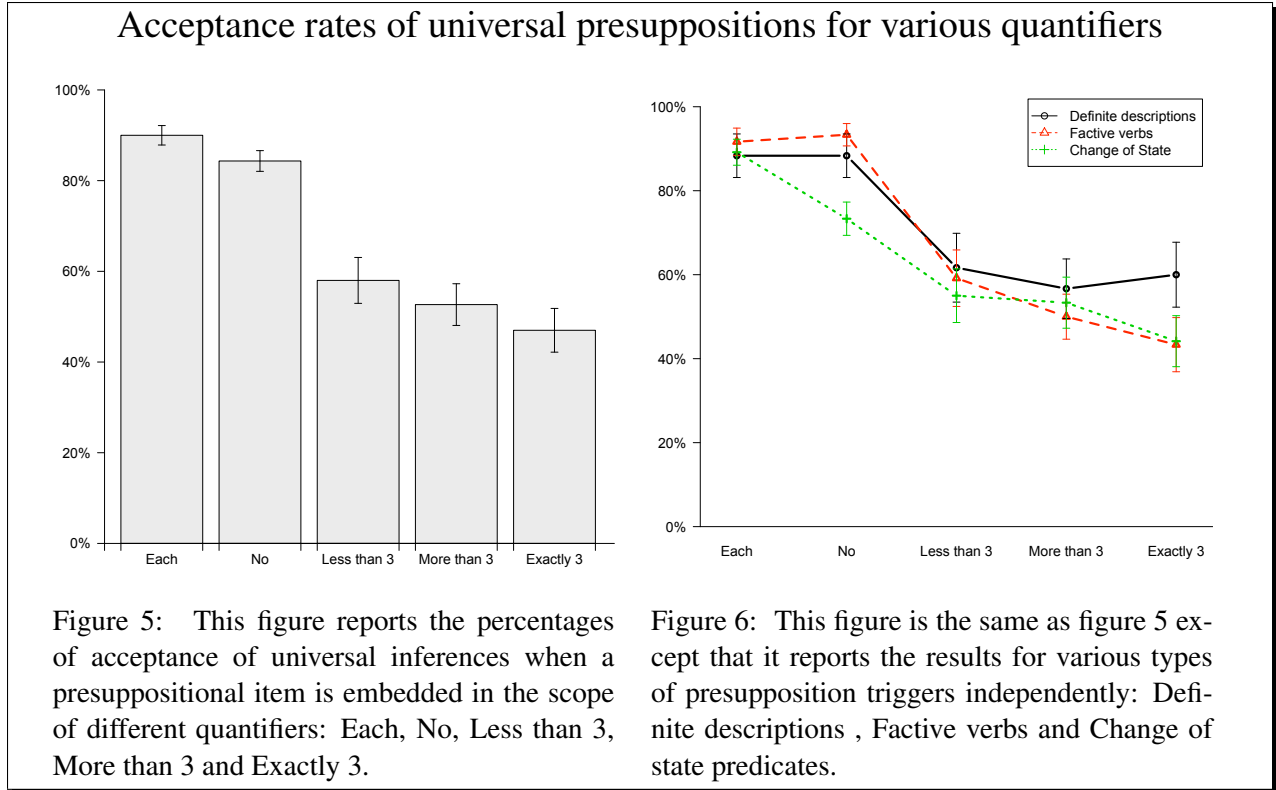 Acceptance rates of universal presuppositions for various quantifiers
100%
80%
60%
40%
20%
0%
Each No Less than 3 More than 3 Exactly 3
100%
80%
60%
40%
20%
0%
Definite descriptions
Factive verbs
Change of State
Each No Less than 3 More than 3 Exactly 3
Figure 5: This figure reports the percentages
of acceptance of universal inferences when a
presuppositional item is embedded in the scope
of different quantifiers: Each, No, Less than 3,
More than 3 and Exactly 3.
Figure 6: This figure is the same as figure 5 ex-
cept that it reports the results for various types
of presupposition triggers independently: Defi-
nite descriptions , Factive verbs and Change of
state predicates.